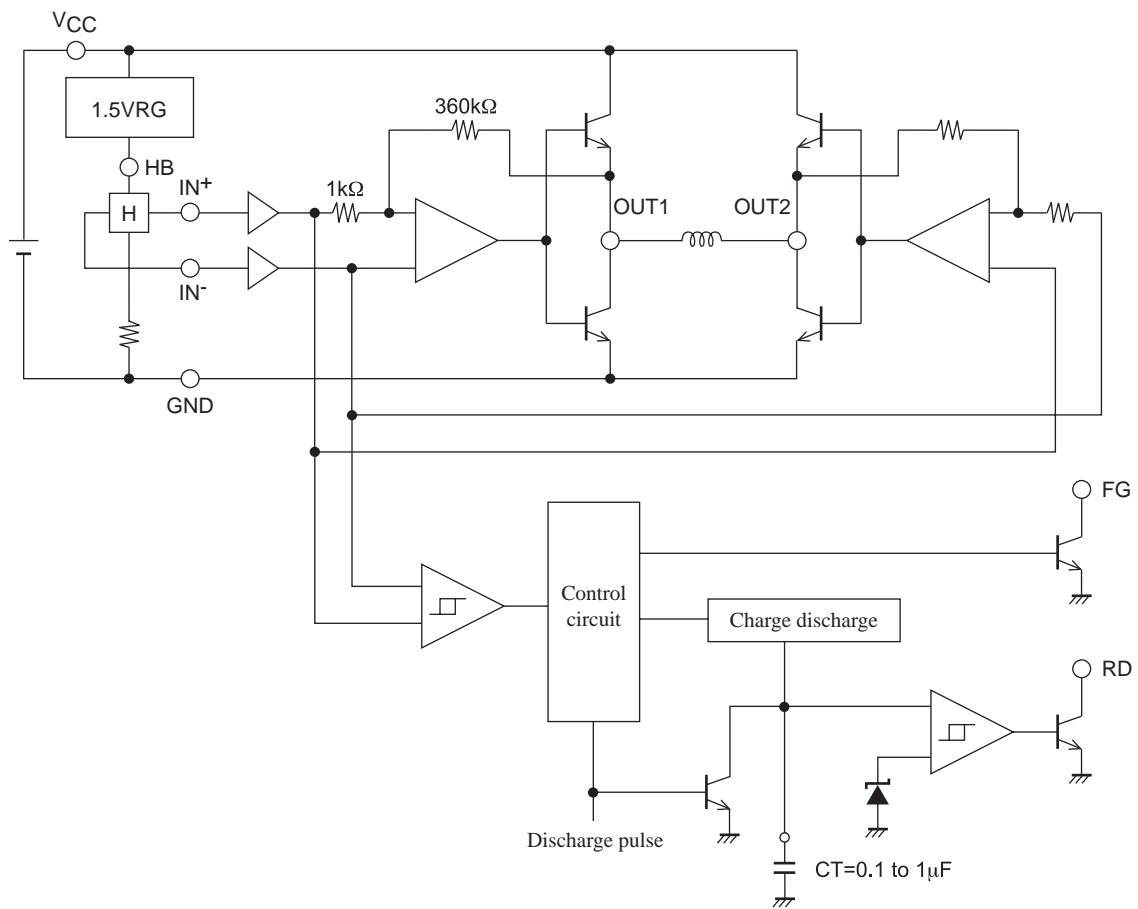 VCC
1.5VRG
360kΩ
HB
IN+
1kΩ
H
OUT1
OUT2
IN-
GND
FG
Control
circuit
Charge discharge
RD
Discharge pulse
CT=0.1 to 1μF